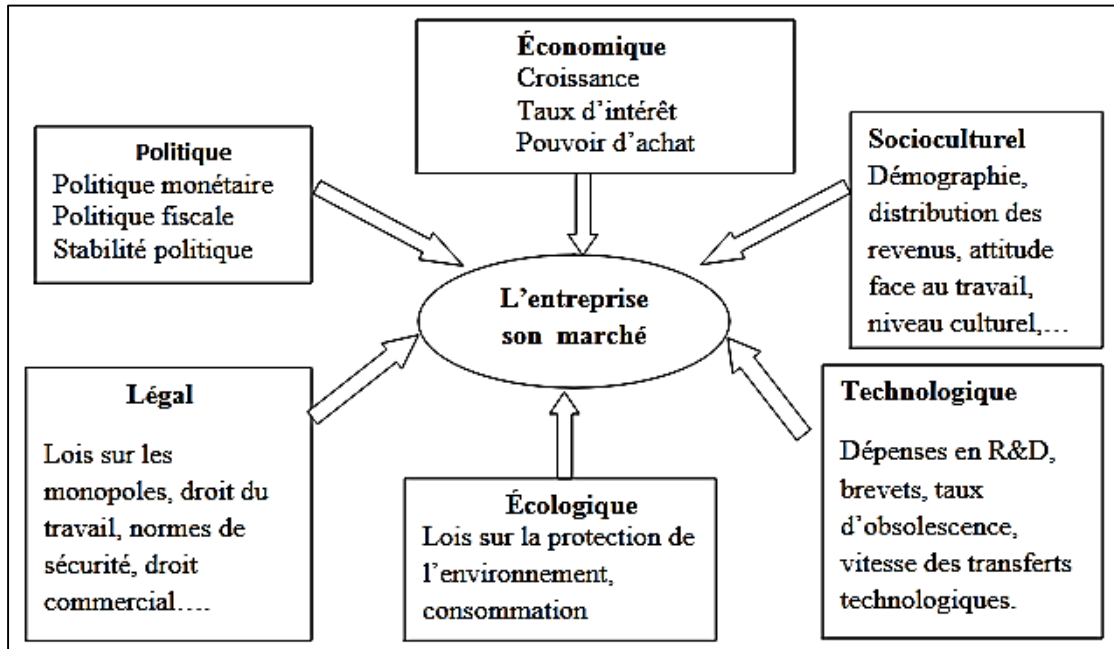 Économique
Croissance
Taux d’intérêt
Pouvoir d’achat
Politique
Politique monétaire
Politique fiscale
Stabilité politique
Socioculturel
Démographie,
distribution des
revenus, attitude
face au travail,
niveau culturel,…
L’entreprise
son marché
Légal
Lois sur les
monopoles, droit du
travail, normes de
sécurité, droit
commercial….
Écologique
Lois sur la protection de
l’environnement,
consommation
Technologique
Dépenses en R&D,
brevets, taux
d’obsolescence,
vitesse des transferts
technologiques.